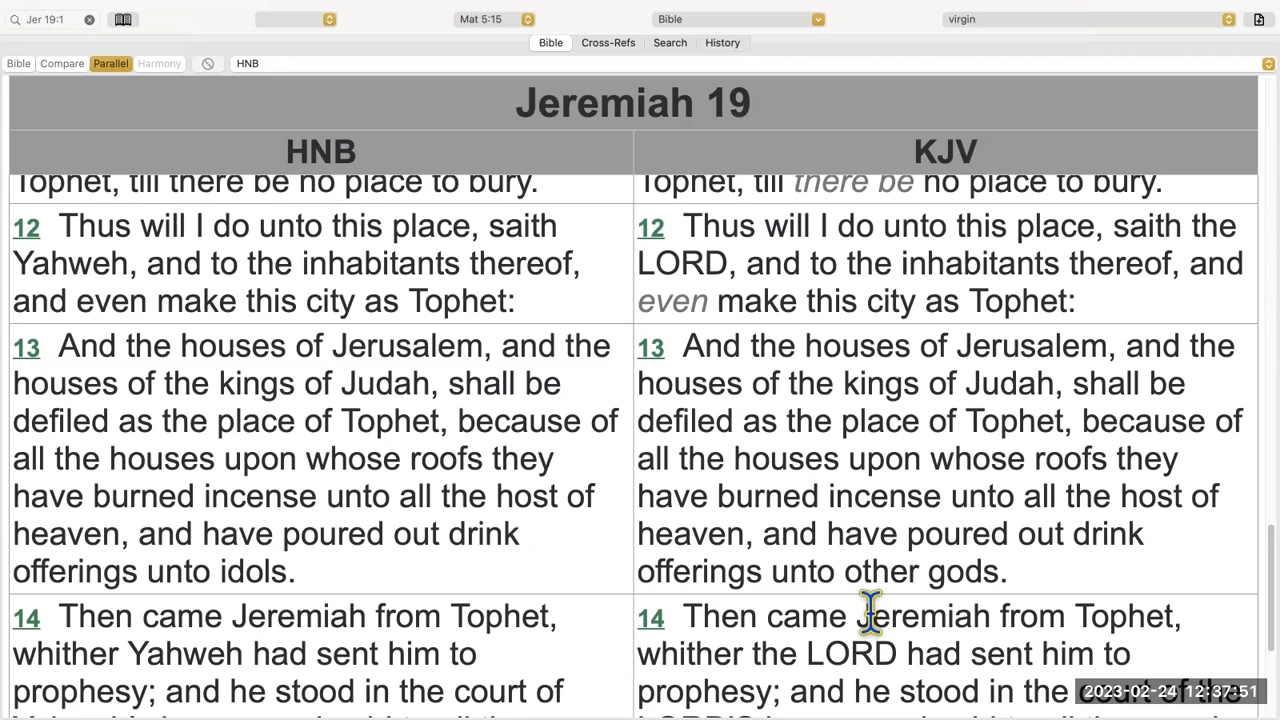 Jer 19:1
Mat 5:15
Bible
virgin
Bible Cross-Refs Search History
Bible Compare Parallel Harmony HNB
Jeremiah 19
HNB
Tophet, till there be no place to bury.
12 Thus will I do unto this place, saith
Yahweh, and to the inhabitants thereof,
and even make this city as Tophet:
13 And the houses of Jerusalem, and the
houses of the kings of Judah, shall be
defiled as the place of Tophet, because of
all the houses upon whose roofs they
have burned incense unto all the host of
heaven, and have poured out drink
offerings unto idols.
14 Then came Jeremiah from Tophet,
whither Yahweh had sent him to
prophesy; and he stood in the court of
KJV
Tophet, till there be no place to bury.
12 Thus will I do unto this place, saith the
LORD, and to the inhabitants thereof, and
even make this city as Tophet:
13 And the houses of Jerusalem, and the
houses of the kings of Judah, shall be
defiled as the place of Tophet, because of
all the houses upon whose roofs they
have burned incense unto all the host of
heaven, and have poured out drink
offerings unto other gods.
14 Then came Jeremiah from Tophet,
whither the LORD had sent him to
prophesy; and he stood in the court of the
2023-02-24 12:37:51